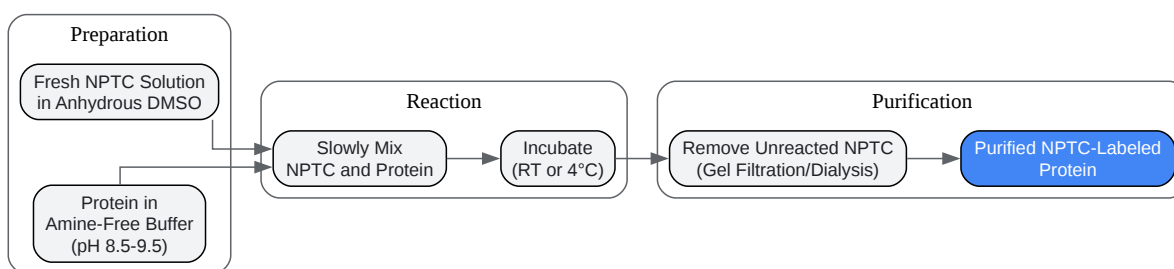 Preparation
Fresh NPTC Solution
in Anhydrous DMSO
Protein in
Amine-Free Buffer
(pH 8.5-9.5)
Reaction
Slowly Mix
NPTC and Protein
Incubate
(RT or 4°C)
Purification
Remove Unreacted NPTC
(Gel Filtration/Dialysis)
Purified NPTC-Labeled
Protein